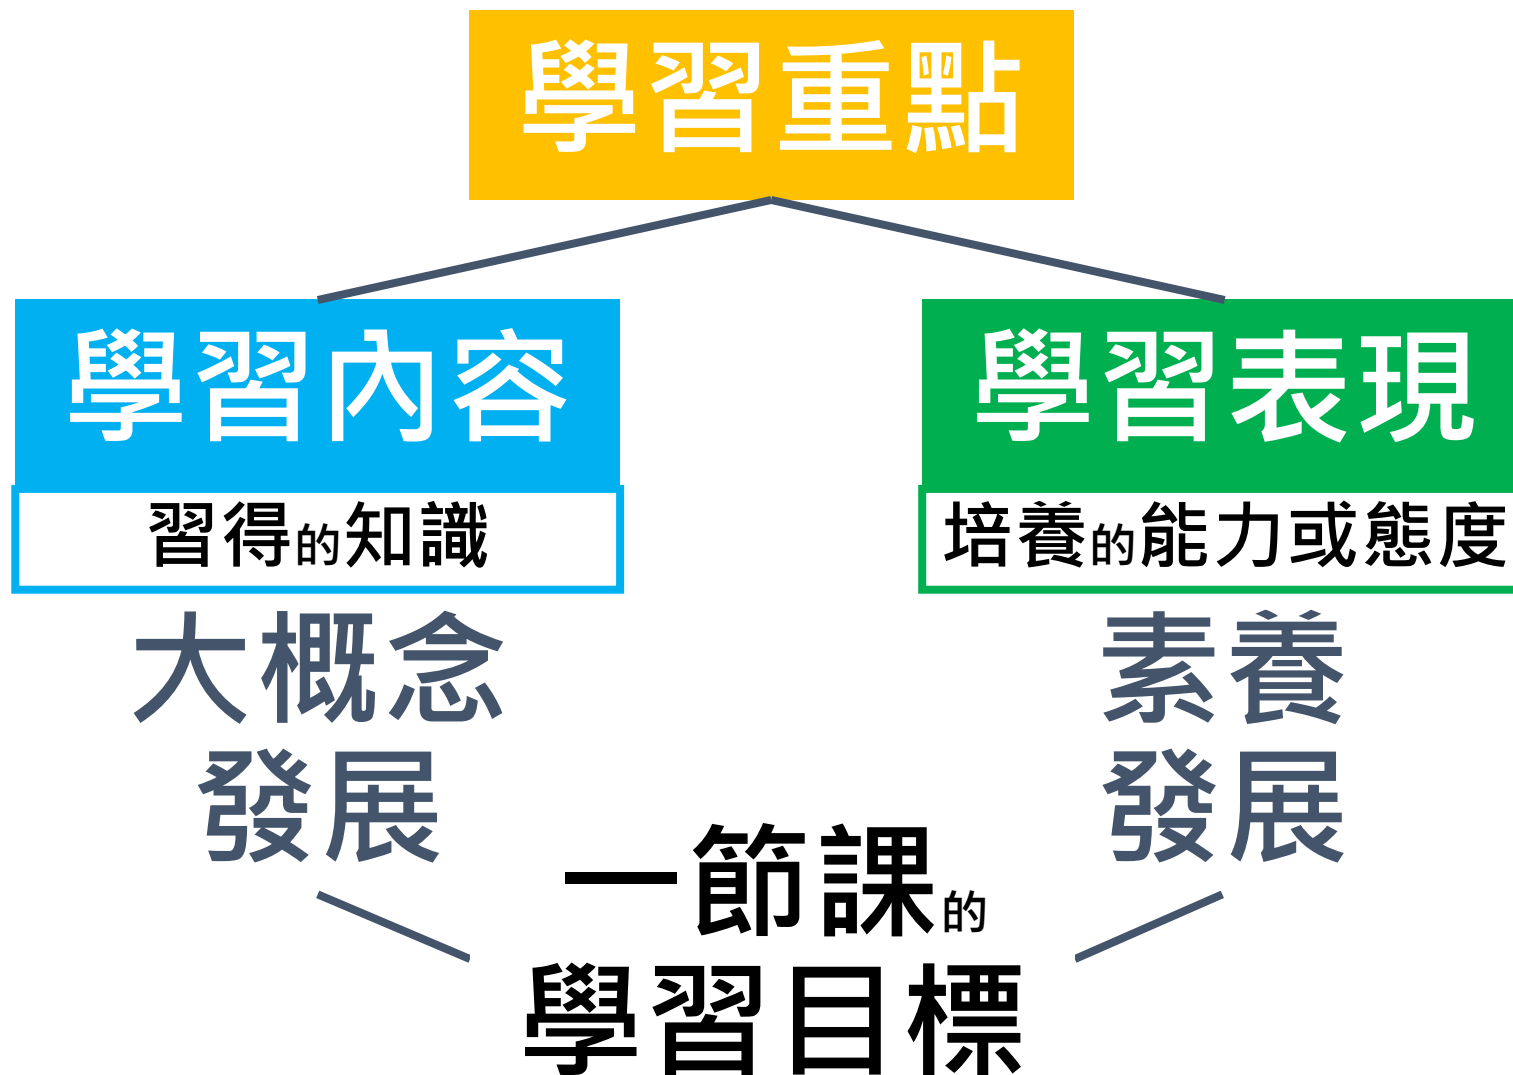 學習重點
學習內容
習得的知識
大概念
發展
學習表現
培養的能力或態度
素養
發展
一節課的
學習目標